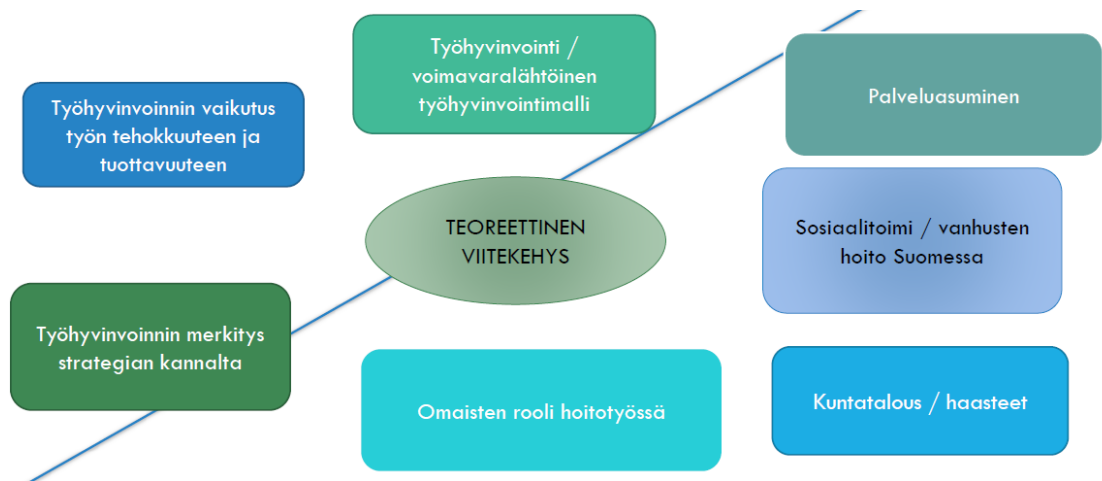 Työhyvinvointi /
voimavaralähtöinen
työhyvinvointimalli
Palveluasuminen
Työhyvinvoinnin vaikutus
työn tehokkuuteen ja
tuottavuuteen
TEOREETTINEN
VIITEKEHYS
Sosiaalitoimi / vanhusten
hoito Suomessa
Työhyvinvoinnin merkitys
strategian kannalta
Omaisten rooli hoitotyössä
Kuntatalous / haasteet